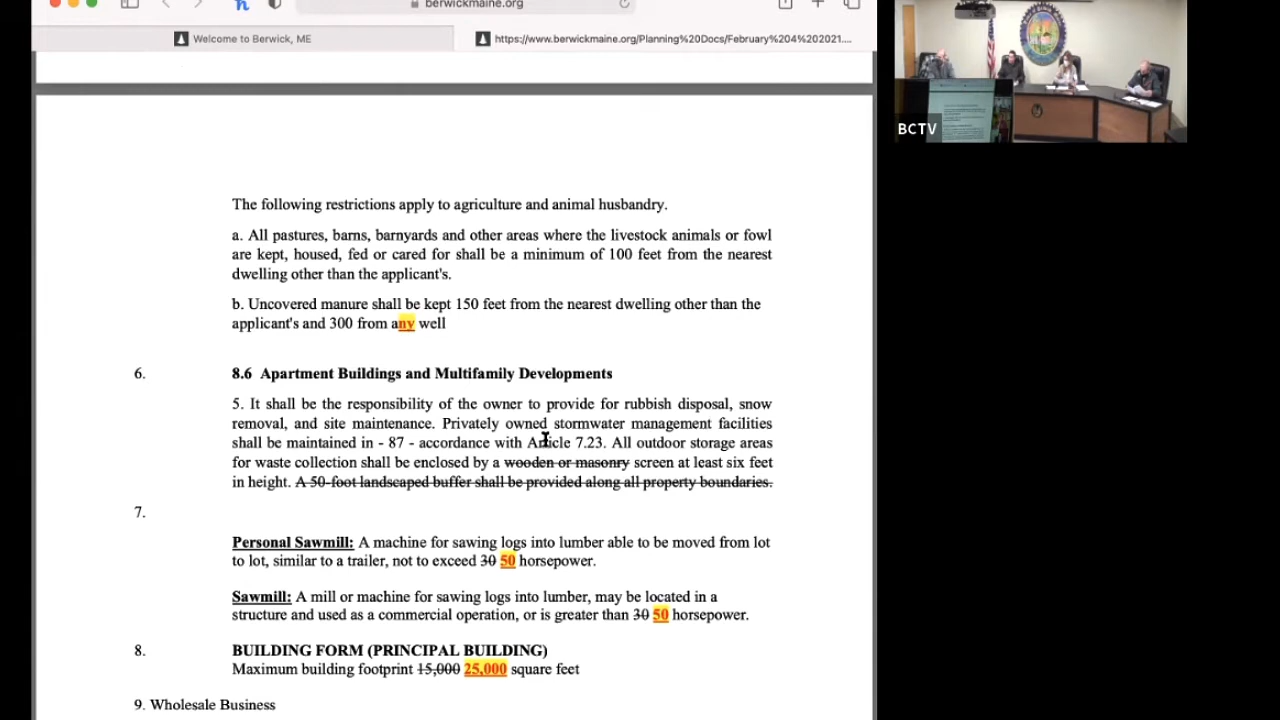 berwickmaine.org
Welcome to Berwick, ME
https://www.berwickmaine.org/Planning%20Docs/February%204%202021....
BCTV
The following restrictions apply to agriculture and animal husbandry.
a. All pastures, barns, barnyards and other areas where the livestock animals or fowl
are kept, housed, fed or cared for shall be a minimum of 100 feet from the nearest
dwelling other than the applicant's.
b. Uncovered manure shall be kept 150 feet from the nearest dwelling other than the
applicant's and 300 from any well
6. 8.6 Apartment Buildings and Multifamily Developments
5. It shall be the responsibility of the owner to provide for rubbish disposal, snow
removal, and site maintenance. Privately owned stormwater management facilities
shall be maintained in - 87 - accordance with Article 7.23. All outdoor storage areas
for waste collection shall be enclosed by a wooden or masonry screen at least six feet
in height. A 50-foot landscaped buffer shall be provided along all property boundaries.
7.
Personal Sawmill: A machine for sawing logs into lumber able to be moved from lot
to lot, similar to a trailer, not to exceed 30 50 horsepower.
Sawmill: A mill or machine for sawing logs into lumber, may be located in a
structure and used as a commercial operation, or is greater than 30 50 horsepower.
8. BUILDING FORM (PRINCIPAL BUILDING)
Maximum building footprint 15,000 25,000 square feet
9. Wholesale Business